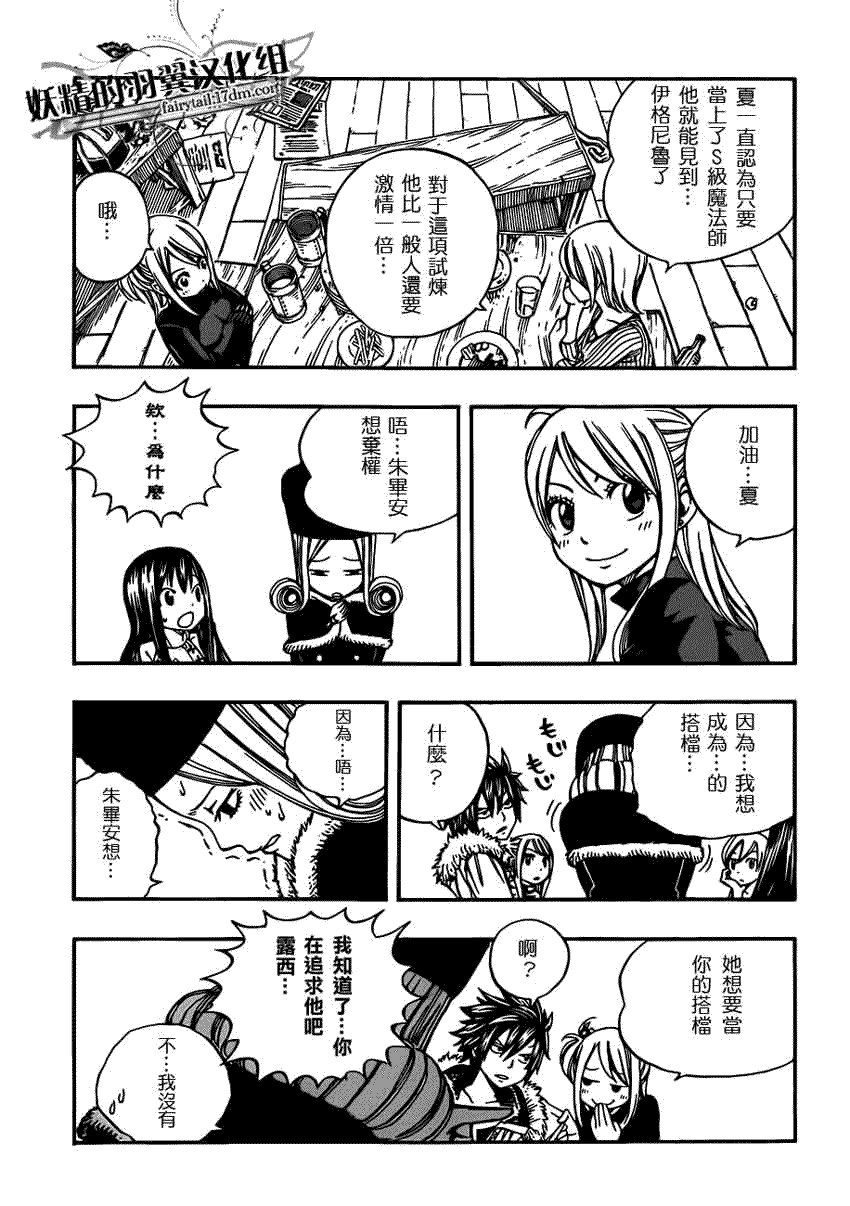 妖精的羽翼汉化组
fairytail.17dm.com
夏一直認為只要
當上了S級魔法師
他就能見到…
伊格尼魯了
對于這項試煉
他比一般人還要
激情一倍…
哦…
加油…夏
唔…朱畢安
想棄權
欸…為什麼
因為…我想
成為…的
搭檔…
もじ
もじ
什麼？
因為…唔…
朱畢安想…
她想要當
你的搭檔
啊？
我知道了…你
在追求他吧
露西…
不…我沒有